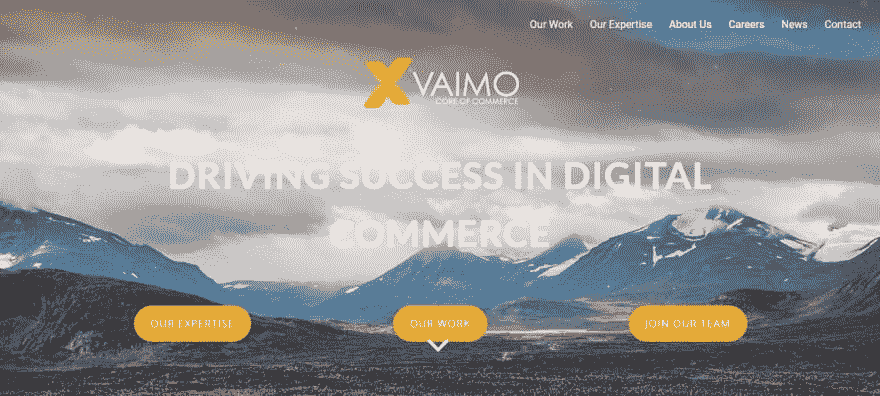 Our Work Our Expertise About Us Careers News Contact
VAIMO
CORE OF COMMERCE
DRIVING SUCCESS IN DIGITAL
COMMERCE
OUR EXPERTISE OUR WORK JOIN OUR TEAM